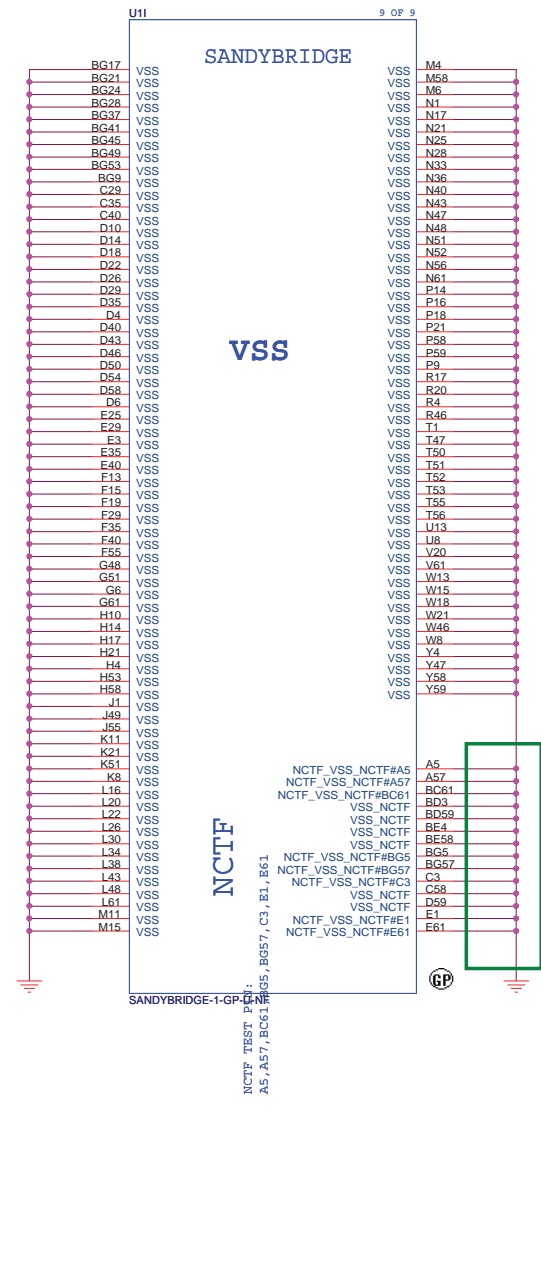 U1I 9 OF 9
SANDYBRIDGE
BG17 VSS VSS M4
BG21 VSS VSS M58
BG24 VSS VSS M6
BG28 VSS VSS N1
BG37 VSS VSS N17
BG41 VSS VSS N21
BG45 VSS VSS N25
BG49 VSS VSS N28
BG53 VSS VSS N33
BG9 VSS VSS N36
C29 VSS VSS N40
C35 VSS VSS N43
C40 VSS VSS N47
D10 VSS VSS N48
D14 VSS VSS N51
D18 VSS VSS N52
D22 VSS VSS N56
D26 VSS VSS N61
D29 VSS VSS P14
D35 VSS VSS P16
D4 VSS VSS P18
D40 VSS VSS P21
D43 VSS VSS P58
VSS
D46 VSS VSS P59
D50 VSS VSS P9
D54 VSS VSS R17
D58 VSS VSS R20
D6 VSS VSS R4
E25 VSS VSS R46
E29 VSS VSS T1
E3 VSS VSS T47
E35 VSS VSS T50
E40 VSS VSS T51
F13 VSS VSS T52
F15 VSS VSS T53
F19 VSS VSS T55
F29 VSS VSS T56
F35 VSS VSS U13
F40 VSS VSS U8
F55 VSS VSS V20
G48 VSS VSS V61
G51 VSS VSS W13
G6 VSS VSS W15
G61 VSS VSS W18
H10 VSS VSS W21
H14 VSS VSS W46
H17 VSS VSS W8
H21 VSS VSS Y4
H4 VSS VSS Y47
H53 VSS VSS Y58
H58 VSS VSS Y59
J1 VSS
J49 VSS
J55 VSS
K11 VSS
K21 VSS
K51 VSS NCTF_VSS_NCTF#A5 A5
K8 VSS NCTF_VSS_NCTF#A57 A57
L16 VSS NCTF_VSS_NCTF#BC61 BC61
L20 VSS VSS_NCTF BD3
L22 VSS VSS_NCTF BD59
L26 VSS VSS_NCTF BE4
L30 VSS VSS_NCTF BE58
L34 VSS NCTF_VSS_NCTF#BG5 BG5
L38 VSS NCTF_VSS_NCTF#BG57 BG57
L43 VSS NCTF_VSS_NCTF#C3 C3
L48 VSS VSS_NCTF C58
L61 VSS VSS_NCTF D59
M11 VSS NCTF_VSS_NCTF#E1 E1
M15 VSS NCTF_VSS_NCTF#E61 E61
NCTF
GP
SANDYBRIDGE-1-GP-U-NF
NCTF TEST PIN:
A5,A57,BC61,BG5,BG57,C3,E1,E61